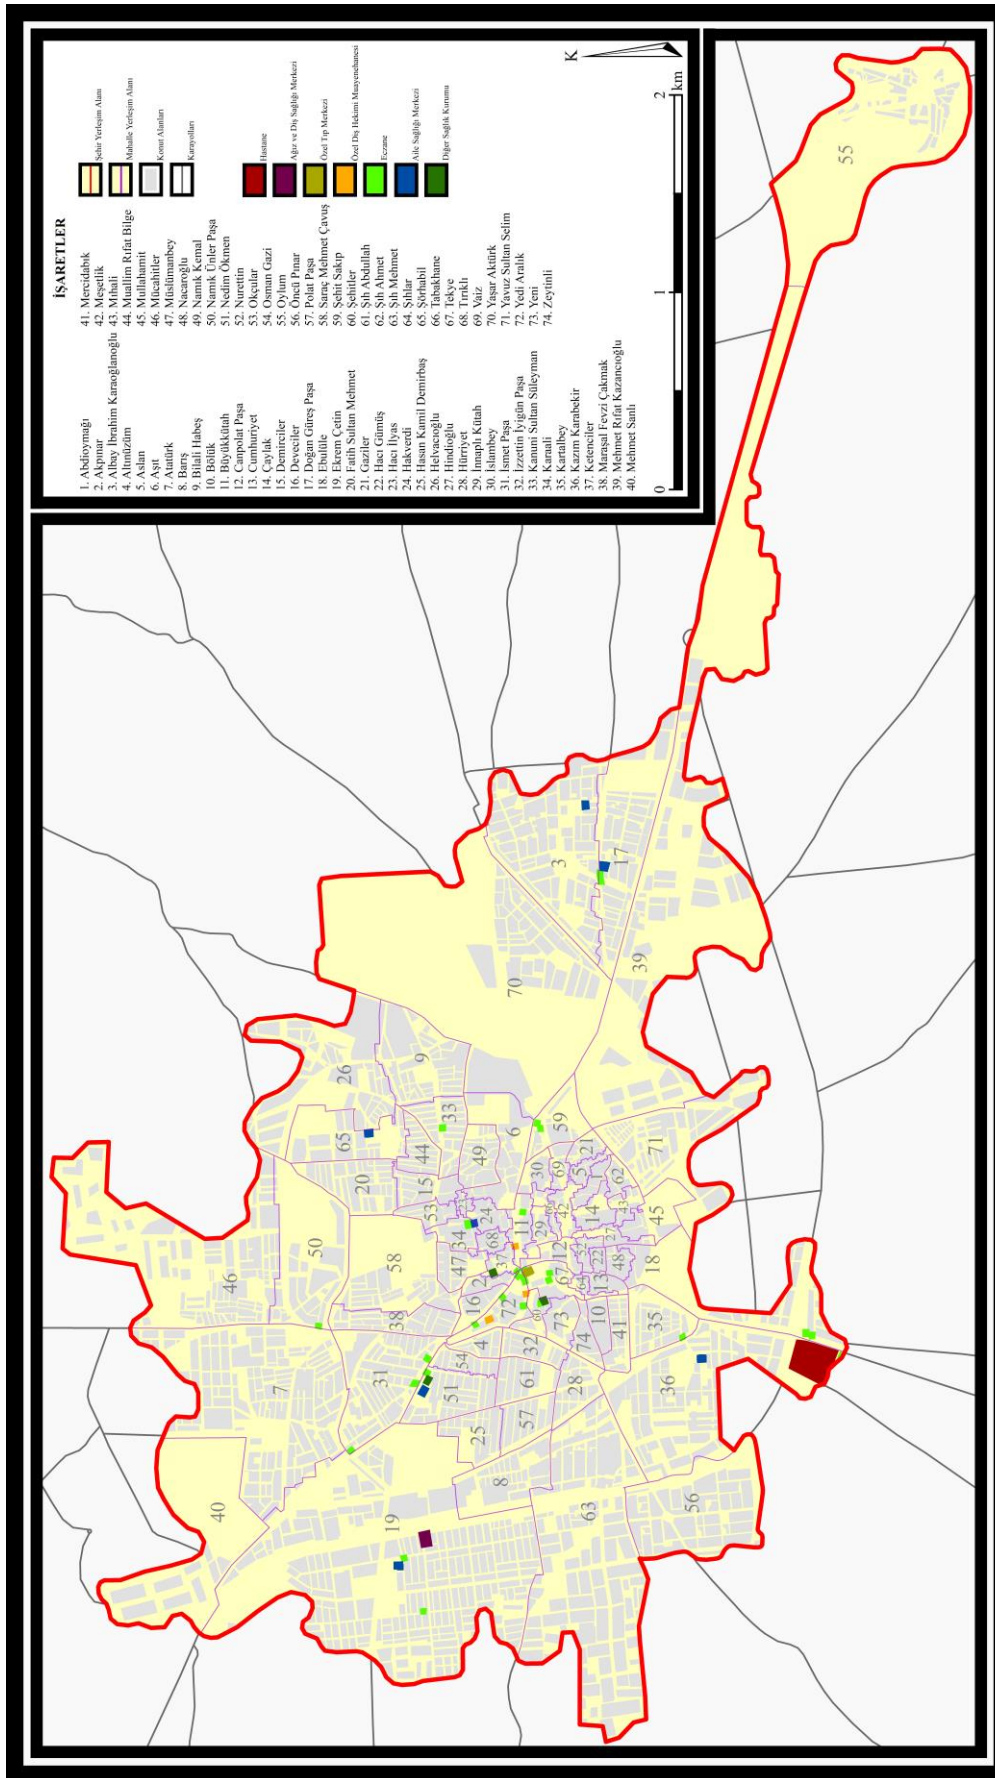 İŞARETLER
1. Abdioymağı
2. Akpınar
3. Albay İbrahim Karaoğlanoğlu
4. Altınüzüm
5. Aslan
6. Aşıt
7. Atatürk
8. Barış
9. Bilâli Habeş
10. Bölük
11. Büyükkütah
12. Canpolat Paşa
13. Cumhuriyet
14. Çaylak
15. Demirciler
16. Deveciler
17. Doğan Güreş Paşa
18. Ebulüle
19. Ekrem Çetin
20. Fatih Sultan Mehmet
21. Gaziler
22. Hacı Gümüş
23. Hacı İlyas
24. Hakverdi
25. Hasan Kamil Demirbaş
26. Helvacıoğlu
27. Hindioğlu
28. Hürriyet
29. İnnaplı Kütah
30. İslambey
31. İsmet Paşa
32. İzzettin İyigün Paşa
33. Kanuni Sultan Süleyman
34. Karaali
35. Kartalbey
36. Kazım Karabekir
37. Ketenciler
38. Maraşal Fevzi Çakmak
39. Mehmet Rıfat Kazancıoğlu
40. Mehmet Sanlı
41. Mercidabık
42. Meşetlik
43. Mıhali
44. Muallim Rıfat Bilge
45. Mullahamit
46. Mücahitler
47. Müslümanbey
48. Nacaroğlu
49. Namık Kemal
50. Namık Ünler Paşa
51. Nedim Ökmen
52. Nurettin
53. Okçular
54. Osman Gazi
55. Oylum
56. Öncü Pınar
57. Polat Paşa
58. Saraç Mehmet Çavuş
59. Şehit Sakıp
60. Şehitler
61. Şıh Abdullah
62. Şıh Ahmet
63. Şıh Mehmet
64. Şıhlar
65. Şörhabil
66. Tabakhane
67. Tekye
68. Tırıklı
69. Vaiz
70. Yaşar Aktürk
71. Yavuz Sultan Selim
72. Yedi Aralık
73. Yeni
74. Zeytinli
Şehir Yerleşim Alanı
Mahalle Yerleşim Alanı
Konut Alanları
Karayolları
Hastane
Ağız ve Diş Sağlığı Merkezi
Özel Tıp Merkezi
Özel Diş Hekimi Muayenehanesi
Eczane
Aile Sağlığı Merkezi
Diğer Sağlık Kurumu
K
0 1 2
km
40
7
46
50
26
65
20
9
33
44
15
53
58
38
31
19
54
51
25
8
57
61
4
16
72
2
47
34
24
68
37
49
6
11
30
59
69
29
42
5
1
21
14
62
71
43
45
12
67
22
48
13
18
32
73
60
74
10
41
35
28
36
63
56
70
3
17
39
55